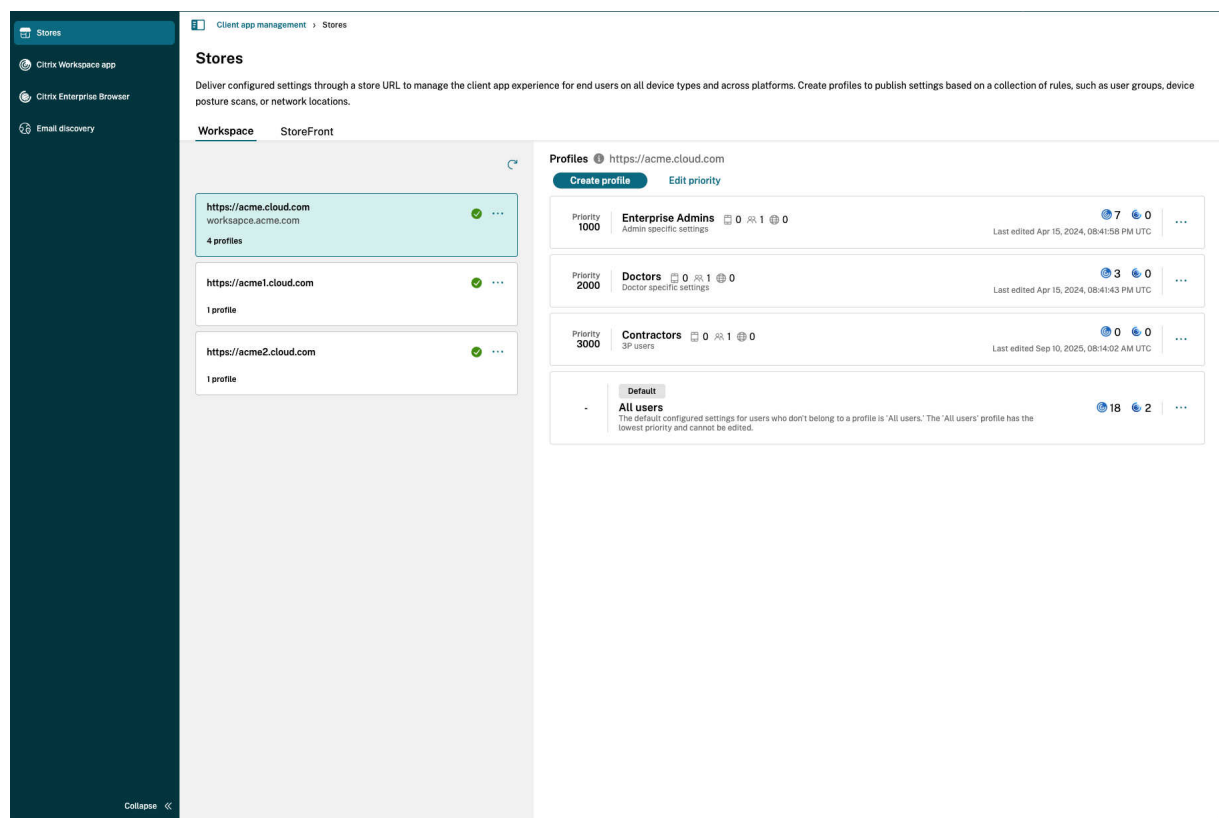 Stores
Citrix Workspace app
Citrix Enterprise Browser
Email discovery
Collapse
Client app management › Stores
Stores
Deliver configured settings through a store URL to manage the client app experience for end users on all device types and across platforms. Create profiles to publish settings based on a collection of rules, such as user groups, device
posture scans, or network locations.
Workspace StoreFront
https://acme.cloud.com
worksapce.acme.com
4 profiles
https://acme1.cloud.com
1 profile
https://acme2.cloud.com
1 profile
Profiles https://acme.cloud.com
Create profile Edit priority
Priority
1000
Enterprise Admins 0 1 0
Admin specific settings
7 0
Last edited Apr 15, 2024, 08:41:58 PM UTC
Priority
2000
Doctors 0 1 0
Doctor specific settings
3 0
Last edited Apr 15, 2024, 08:41:43 PM UTC
Priority
3000
Contractors 0 1 0
3P users
0 0
Last edited Sep 10, 2025, 08:14:02 AM UTC
-
Default
All users
The default configured settings for users who don't belong to a profile is 'All users.' The 'All users' profile has the
lowest priority and cannot be edited.
18 2